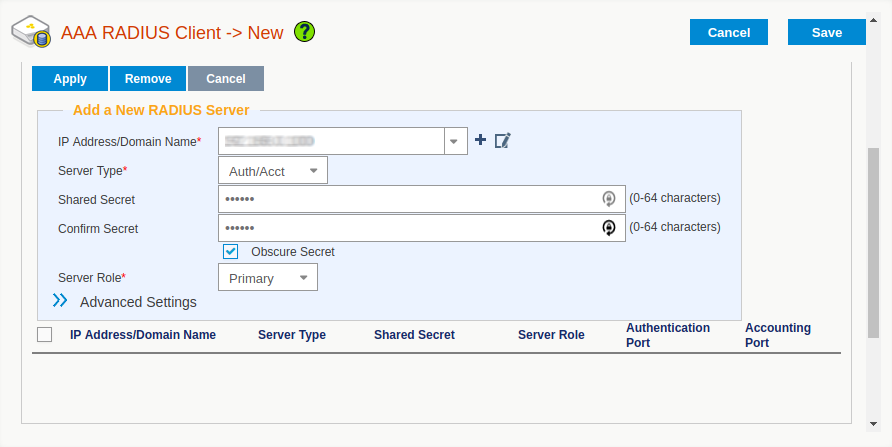 AAA RADIUS Client -> New ?
Cancel Save
Apply Remove Cancel
Add a New RADIUS Server
IP Address/Domain Name*
Server Type* Auth/Acct
Shared Secret •••••• (0-64 characters)
Confirm Secret •••••• (0-64 characters)
Obscure Secret
Server Role* Primary
Advanced Settings
IP Address/Domain Name Server Type Shared Secret Server Role Authentication Port Accounting Port